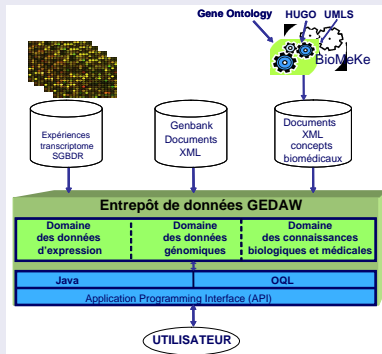 Gene Ontology HUGO UMLS
BioMeKe
Expériences
transcriptome
SGBDR
Genbank
Documents
XML
Documents
XML
concepts
biomédicaux
Entrepôt de données GEDAW
Domaine
des données
d'expression
Domaine
des données
génomiques
Domaine
des connaissances
biologiques et médicales
Java
OQL
Application Programming Interface (API)
UTILISATEUR